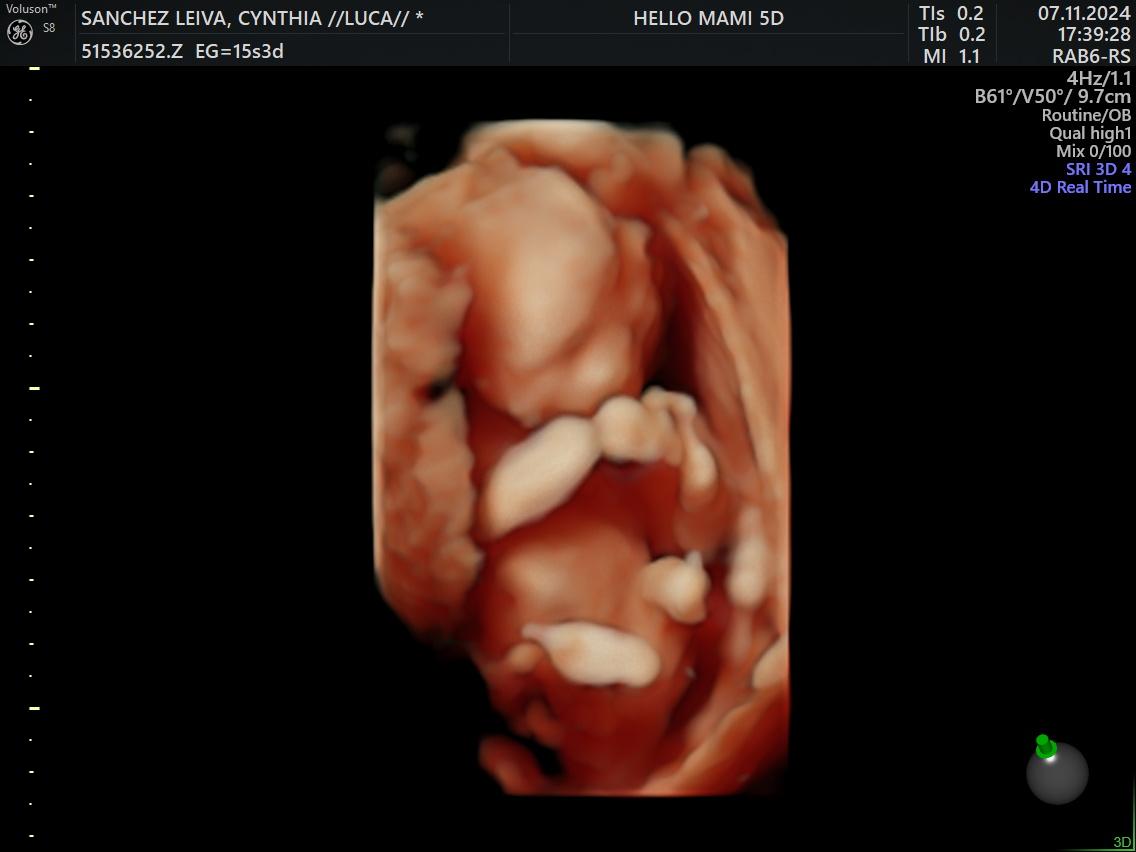 Voluson™
S8
SANCHEZ LEIVA, CYNTHIA //LUCA// *
HELLO MAMI 5D
51536252.Z EG=15s3d
TIs 0.2
TIb 0.2
MI 1.1
07.11.2024
17:39:28
RAB6-RS
4Hz/1.1
B61°/V50°/ 9.7cm
Routine/OB
Qual high1
Mix 0/100
SRI 3D 4
4D Real Time
3D